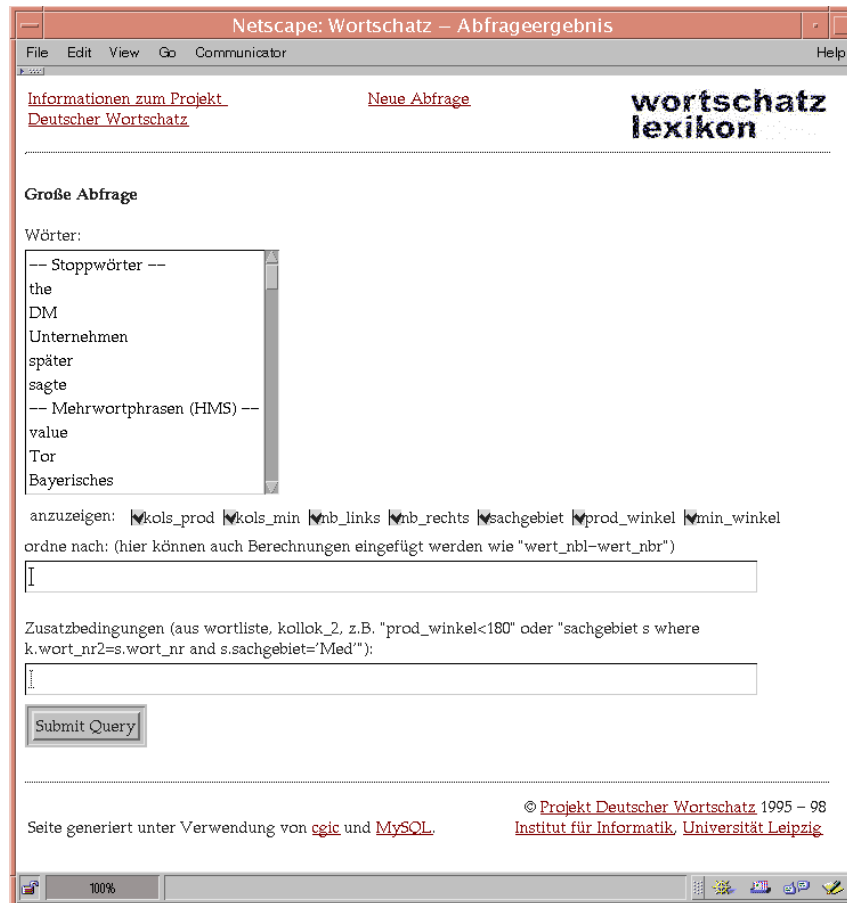 Netscape: Wortschatz – Abfrageergebnis
File Edit View Go Communicator Help
Informationen zum Projekt Deutscher Wortschatz
Neue Abfrage
wortschatz
lexikon
Große Abfrage
Wörter:
-- Stoppwörter --
the
DM
Unternehmen
später
sagte
-- Mehrwortphrasen (HMS) --
value
Tor
Bayerisches
anzuzeigen: kols_prod kols_min nb_links nb_rechts sachgebiet prod_winkel min_winkel
ordne nach: (hier können auch Berechnungen eingefügt werden wie "wert_nbl-wert_nbr")
Zusatzbedingungen (aus wortliste, kollok_2, z.B. "prod_winkel<180" oder "sachgebiet s where
k.wort_nr2=s.wort_nr and s.sachgebiet='Med'"):
Submit Query
© Projekt Deutscher Wortschatz 1995 – 98
Seite generiert unter Verwendung von cgic und MySQL. Institut für Informatik, Universität Leipzig
100%